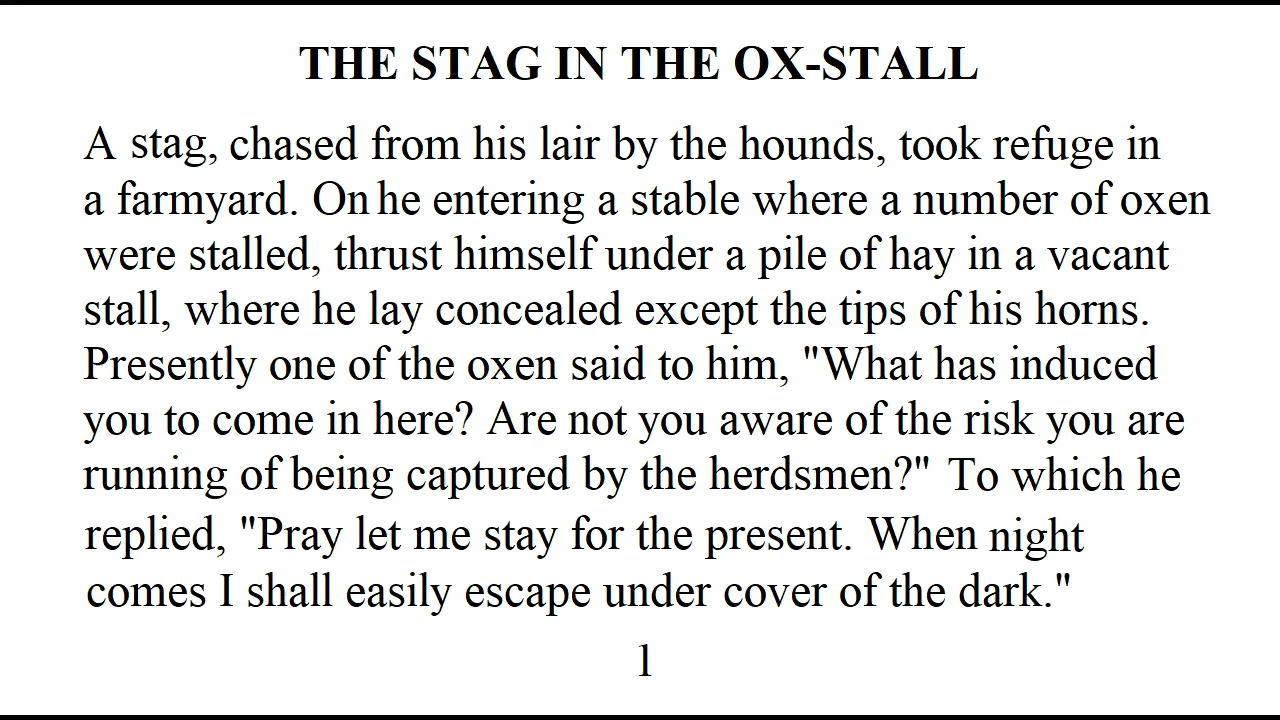 THE STAG IN THE OX-STALL
A stag, chased from his lair by the hounds, took refuge in
a farmyard. On he entering a stable where a number of oxen
were stalled, thrust himself under a pile of hay in a vacant
stall, where he lay concealed except the tips of his horns.
Presently one of the oxen said to him, "What has induced
you to come in here? Are not you aware of the risk you are
running of being captured by the herdsmen?" To which he
replied, "Pray let me stay for the present. When night
comes I shall easily escape under cover of the dark."
1